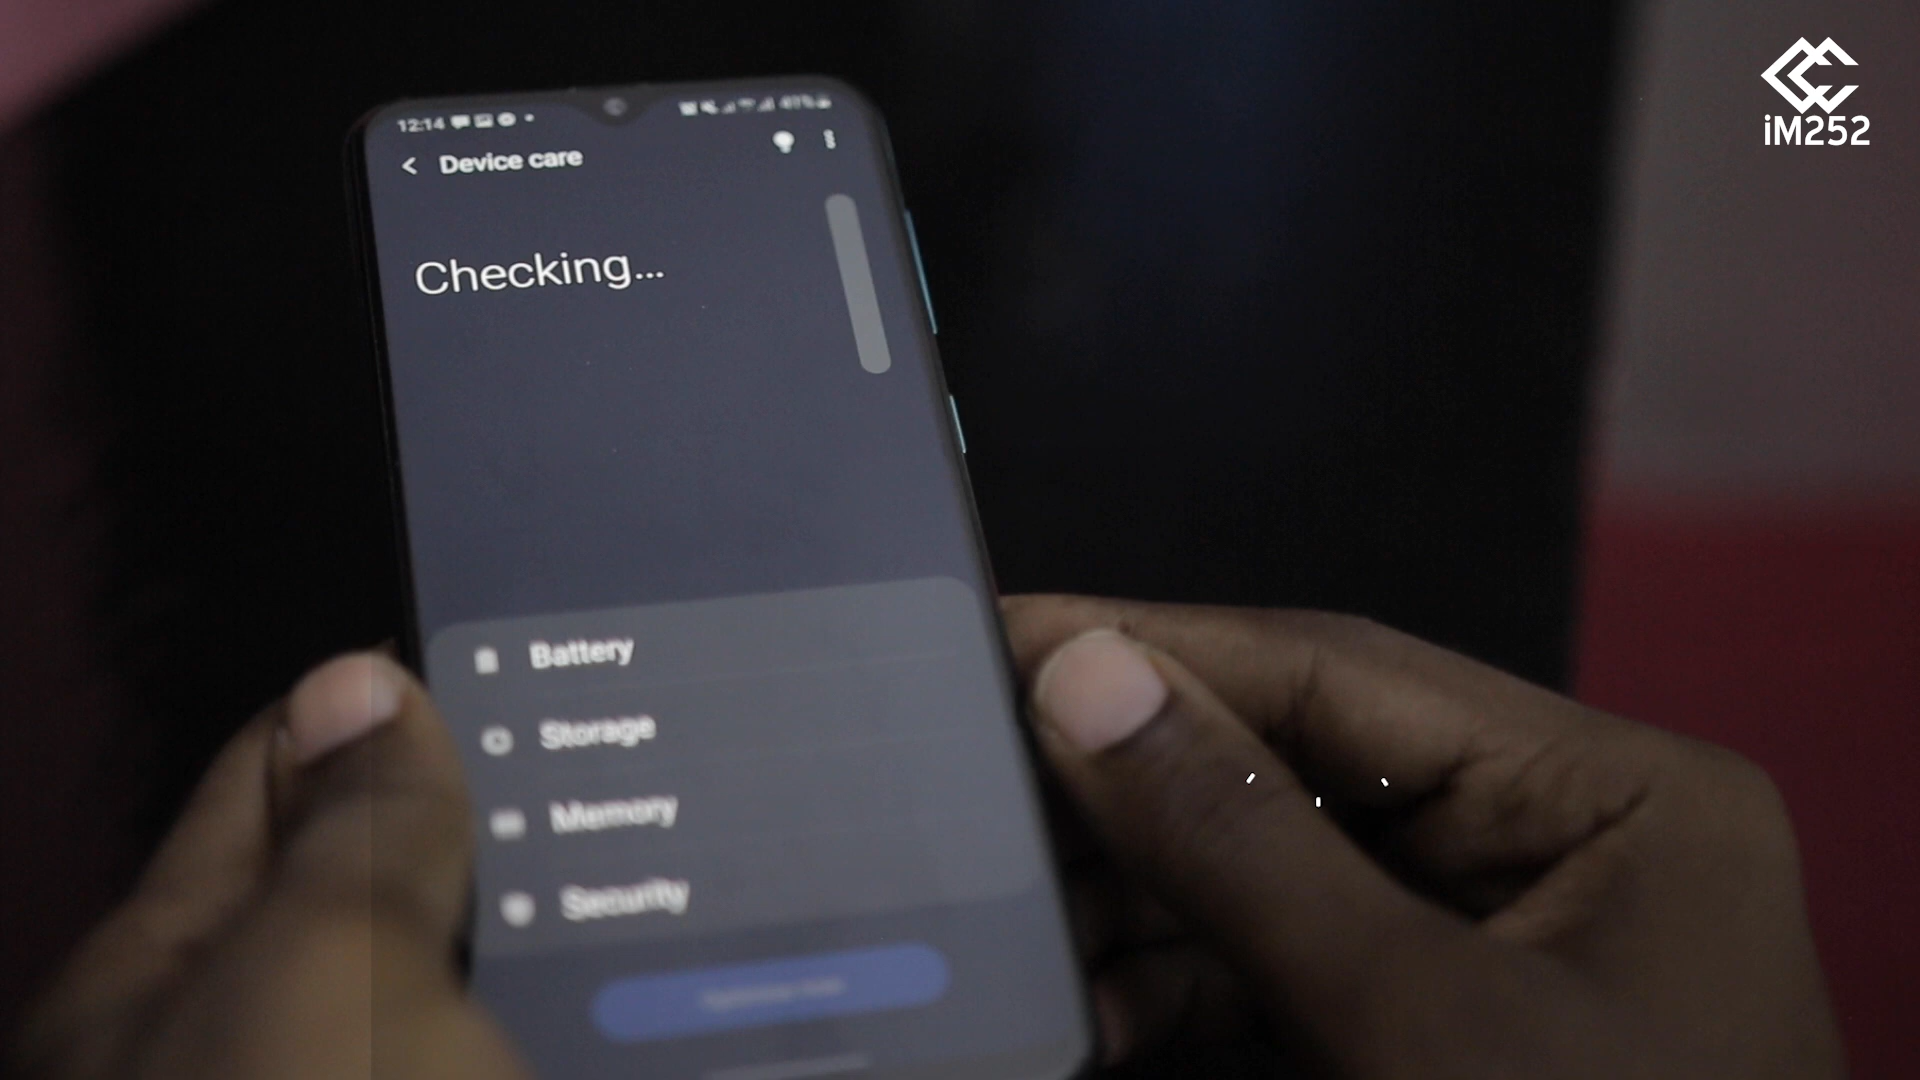 iM252
12:14
Device care
Checking...
Battery
Storage
Memory
Security